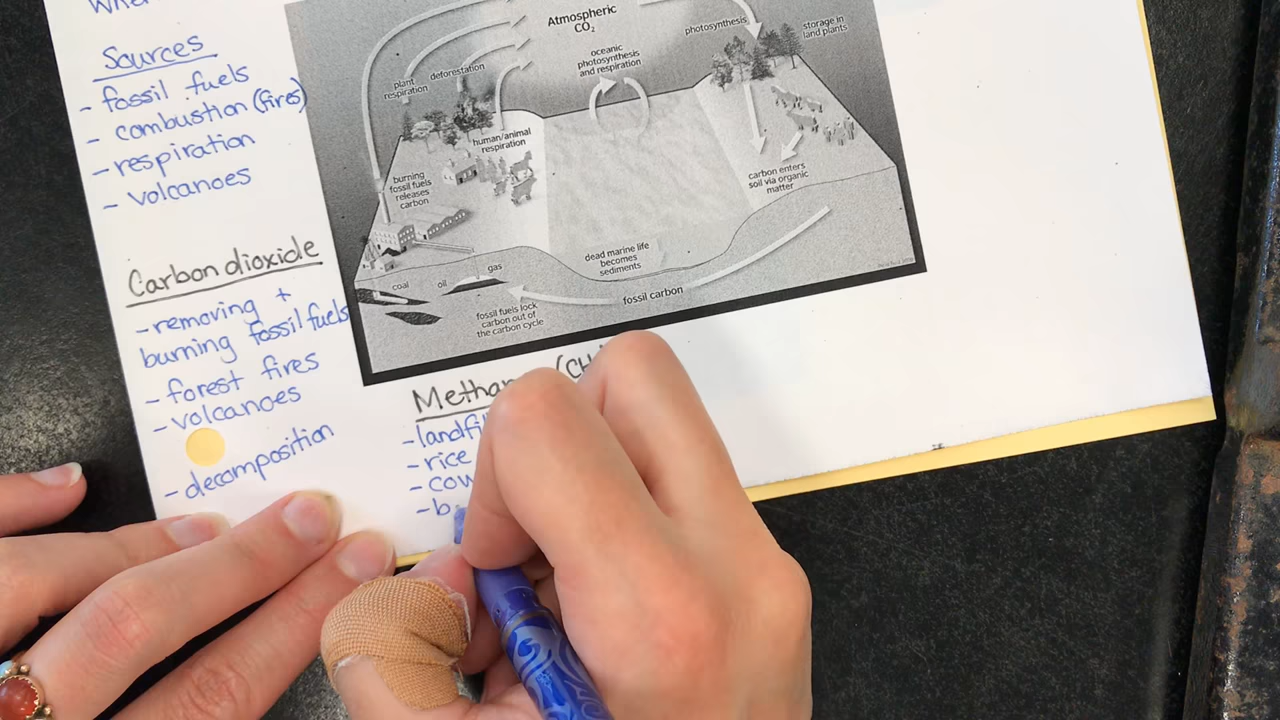 Sources
- fossil fuels
- combustion (fires)
- respiration
- volcanoes
Carbon dioxide
- removing +
burning fossil fuels
- forest fires
- volcanoes
- decomposition
Atmospheric
CO2
photosynthesis
storage in
land plants
oceanic
photosynthesis
and respiration
deforestation
plant
respiration
human/animal
respiration
burning
fossil fuels
releases
carbon
carbon enters
soil via organic
matter
dead marine life
becomes
sediments
gas
coal
oil
fossil carbon
fossil fuels lock
carbon out of
the carbon cycle
- rice